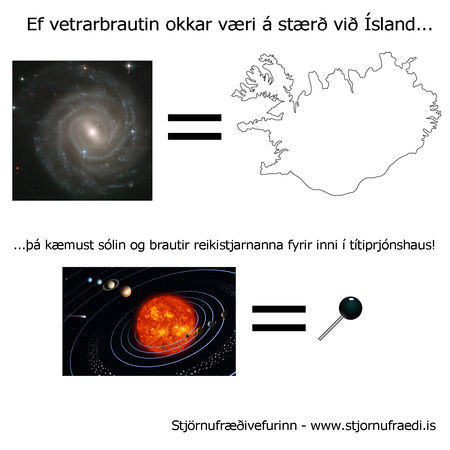 Ef vetrarbrautin okkar væri á stærð við Ísland...
...þá kæmust sólin og brautir reikistjarnanna fyrir inni í títiprjónshaus!
Stjörnufræðivefurinn - www.stjornufraedi.is